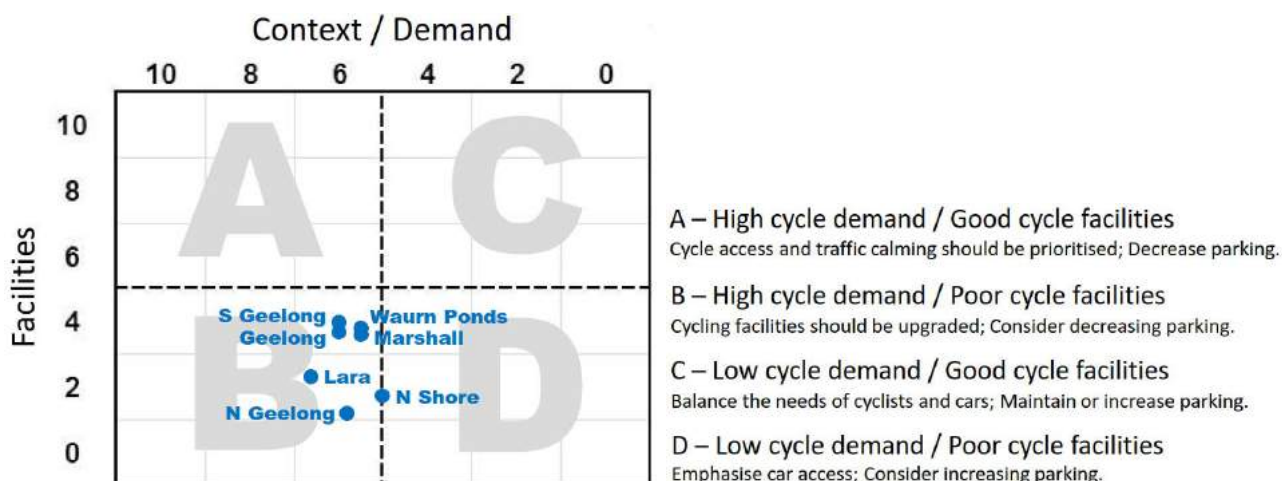 Context / Demand
10 8 6 4 2 0
Facilities
10
8
6
4
2
0
A
C
B
D
S Geelong
Waurn Ponds
Geelong
Marshall
Lara
N Shore
N Geelong
A – High cycle demand / Good cycle facilities
Cycle access and traffic calming should be prioritised; Decrease parking.
B – High cycle demand / Poor cycle facilities
Cycling facilities should be upgraded; Consider decreasing parking.
C – Low cycle demand / Good cycle facilities
Balance the needs of cyclists and cars; Maintain or increase parking.
D – Low cycle demand / Poor cycle facilities
Emphasise car access; Consider increasing parking.